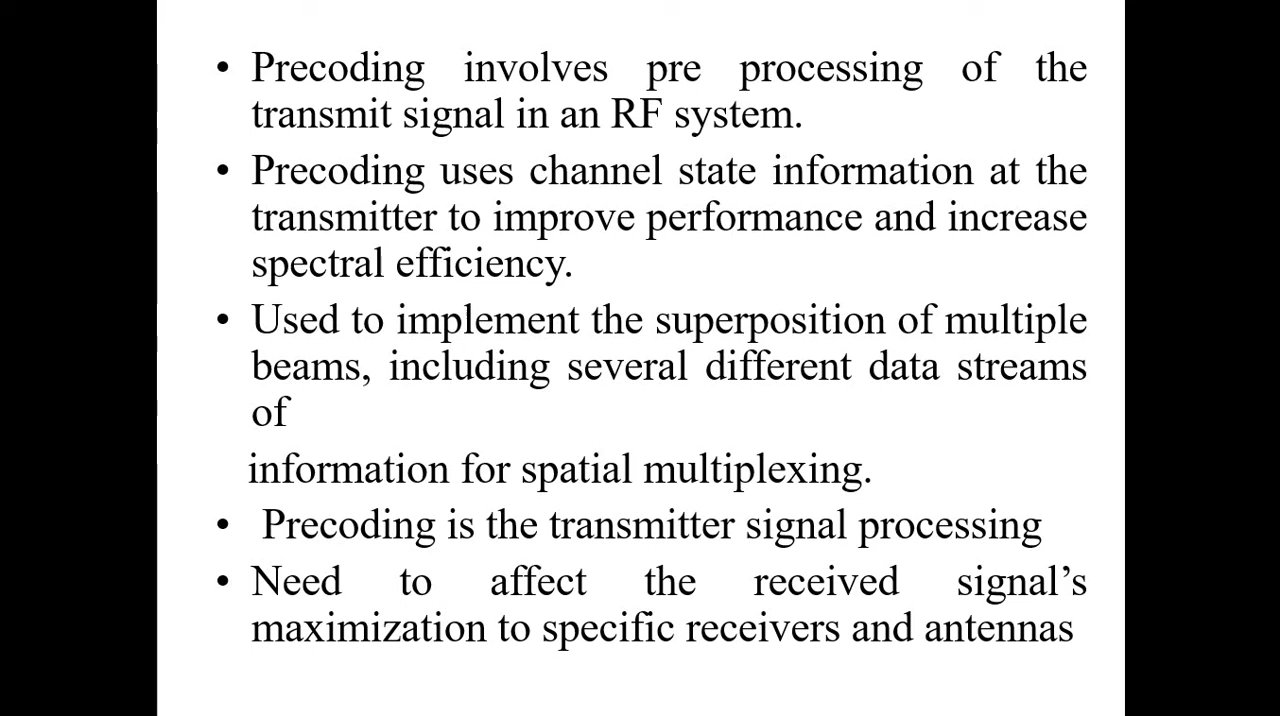 • Precoding involves pre processing of the
transmit signal in an RF system.
• Precoding uses channel state information at the
transmitter to improve performance and increase
spectral efficiency.
• Used to implement the superposition of multiple
beams, including several different data streams
of
information for spatial multiplexing.
• Precoding is the transmitter signal processing
• Need to affect the received signal’s
maximization to specific receivers and antennas